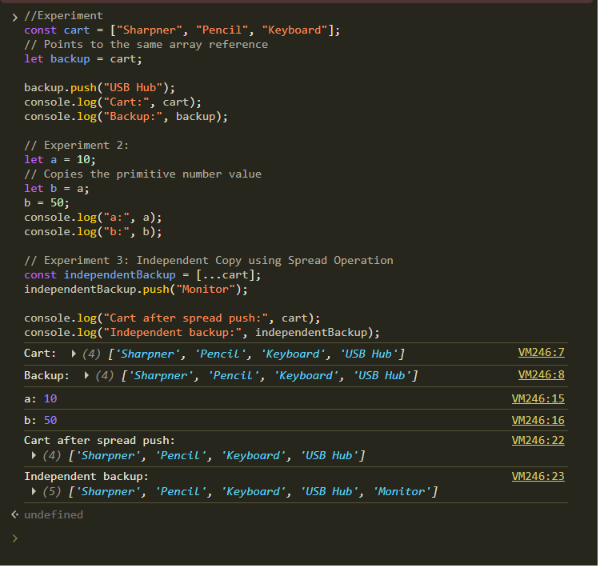 //Experiment
const cart = ["Sharpner", "Pencil", "Keyboard"];
// Points to the same array reference
let backup = cart;
backup.push("USB Hub");
console.log("Cart:", cart);
console.log("Backup:", backup);
// Experiment 2:
let a = 10;
// Copies the primitive number value
let b = a;
b = 50;
console.log("a:", a);
console.log("b:", b);
// Experiment 3: Independent Copy using Spread Operation
const independentBackup = [...cart];
independentBackup.push("Monitor");
console.log("Cart after spread push:", cart);
console.log("Independent backup:", independentBackup);
Cart: (4) ['Sharpner', 'Pencil', 'Keyboard', 'USB Hub'] VM246:7
Backup: (4) ['Sharpner', 'Pencil', 'Keyboard', 'USB Hub'] VM246:8
a: 10 VM246:15
b: 50 VM246:16
Cart after spread push: VM246:22
(4) ['Sharpner', 'Pencil', 'Keyboard', 'USB Hub']
Independent backup: VM246:23
(5) ['Sharpner', 'Pencil', 'Keyboard', 'USB Hub', 'Monitor']
undefined